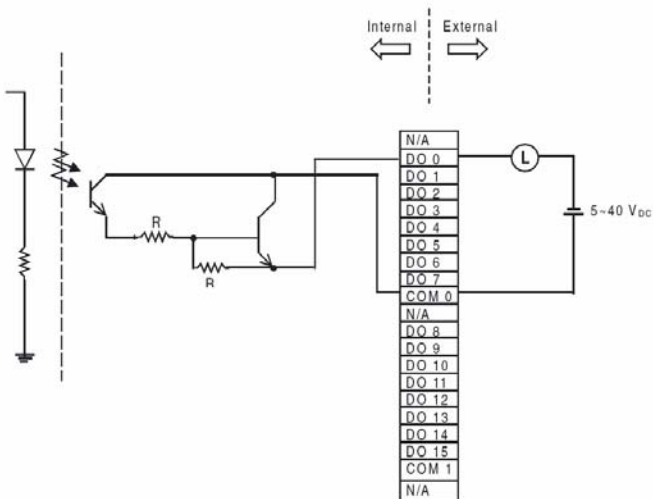 Internal
External
N/A
DO 0
DO 1
DO 2
DO 3
DO 4
DO 5
DO 6
DO 7
COM 0
N/A
DO 8
DO 9
DO 10
DO 11
DO 12
DO 13
DO 14
DO 15
COM 1
N/A
L
5~40 VDC
R
R